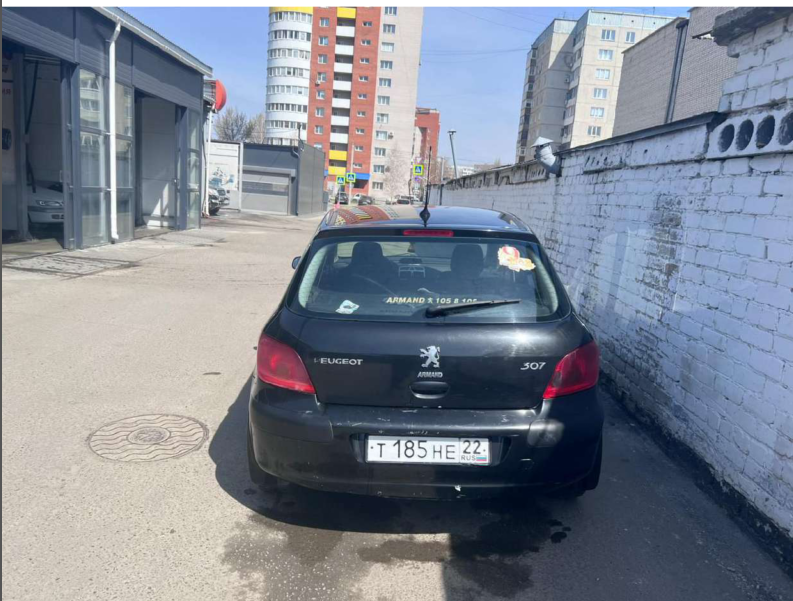 ARMAND
PEUGEOT
307
ARMAND
Т 185 НЕ 22
RUS